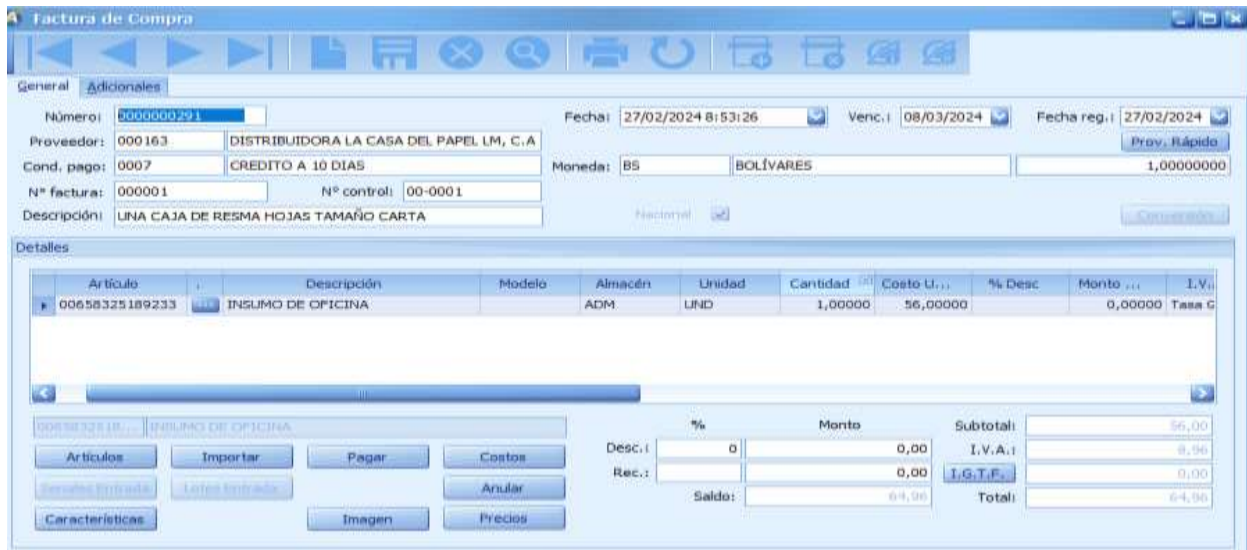 Factura de Compra
General Adicionales
Número: 0000000291 Fecha: 27/02/2024 8:53:26 Venc.: 08/03/2024 Fecha reg.: 27/02/2024
Proveedor: 000163 DISTRIBUIDORA LA CASA DEL PAPEL LM, C.A Prov. Rápido
Cond. pago: 0007 CREDITO A 10 DIAS Moneda: BS BOLÍVARES 1,00000000
Nº factura: 000001 Nº control: 00-0001
Descripción: UNA CAJA DE RESMA HOJAS TAMAÑO CARTA Nacional Conversión
Detalles
Artículo . Descripción Modelo Almacén Unidad Cantidad Costo U... % Desc Monto ... I.V..
00658325189233 INSUMO DE OFICINA ADM UND 1,00000 56,00000 0,00000 Tasa G
0065832518... INSUMO DE OFICINA % Monto Subtotal: 56,00
Artículos Importar Pagar Costos Desc.: 0 0,00 I.V.A.: 8,96
Seriales Entrada Lotes Entrada Anular Rec.: 0,00 I.G.T.F. 0,00
Saldo: 64,96 Total: 64,96
Características Imagen Precios